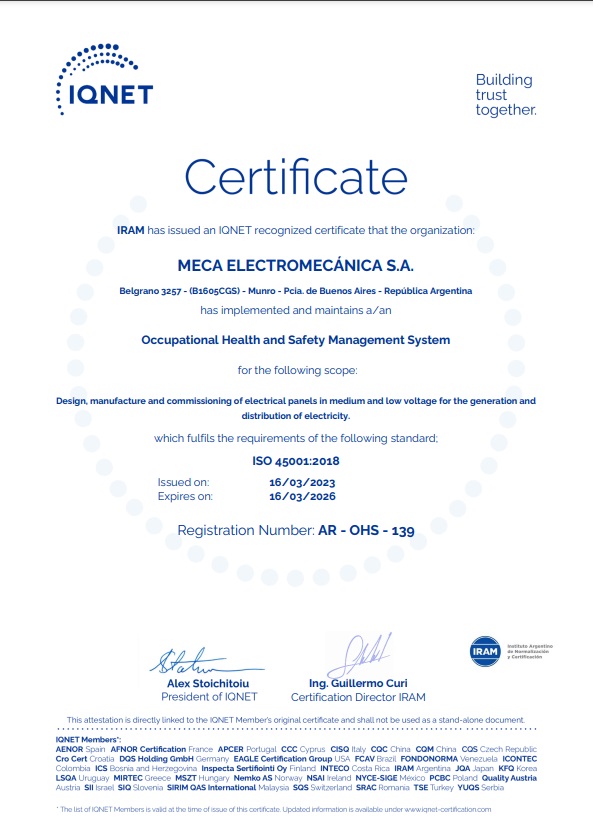 IQNET
Building
trust
together.
Certificate
IRAM has issued an IQNET recognized certificate that the organization:
MECA ELECTROMECÁNICA S.A.
Belgrano 3257 - (B1605CGS) - Munro - Pcia. de Buenos Aires - República Argentina
has implemented and maintains a/an
Occupational Health and Safety Management System
for the following scope:
Design, manufacture and commissioning of electrical panels in medium and low voltage for the generation and
distribution of electricity.
which fulfils the requirements of the following standard;
ISO 45001:2018
Issued on: 16/03/2023
Expires on: 16/03/2026
Registration Number: AR - OHS - 139
Alex Stoichitoiu
President of IQNET
Ing. Guillermo Curi
Certification Director IRAM
IRAM
Instituto Argentino
de Normalización
y Certificación
This attestation is directly linked to the IQNET Member's original certificate and shall not be used as a stand-alone document.
IQNET Members*:
AENOR Spain AFNOR Certification France APCER Portugal CCC Cyprus CISQ Italy CQC China CQM China CQS Czech Republic
Cro Cert Croatia DQS Holding GmbH Germany EAGLE Certification Group USA FCAV Brazil FONDONORMA Venezuela ICONTEC
Colombia ICS Bosnia and Herzegovina Inspecta Sertifiointi Oy Finland INTECO Costa Rica IRAM Argentina JQA Japan KFQ Korea
LSQA Uruguay MIRTEC Greece MSZT Hungary Nemko AS Norway NSAI Ireland NYCE-SIGE México PCBC Poland Quality Austria
Austria SII Israel SIQ Slovenia SIRIM QAS International Malaysia SQS Switzerland SRAC Romania TSE Turkey YUQS Serbia
* The list of IQNET Members is valid at the time of issue of this certificate. Updated information is available under www.iqnet-certification.com